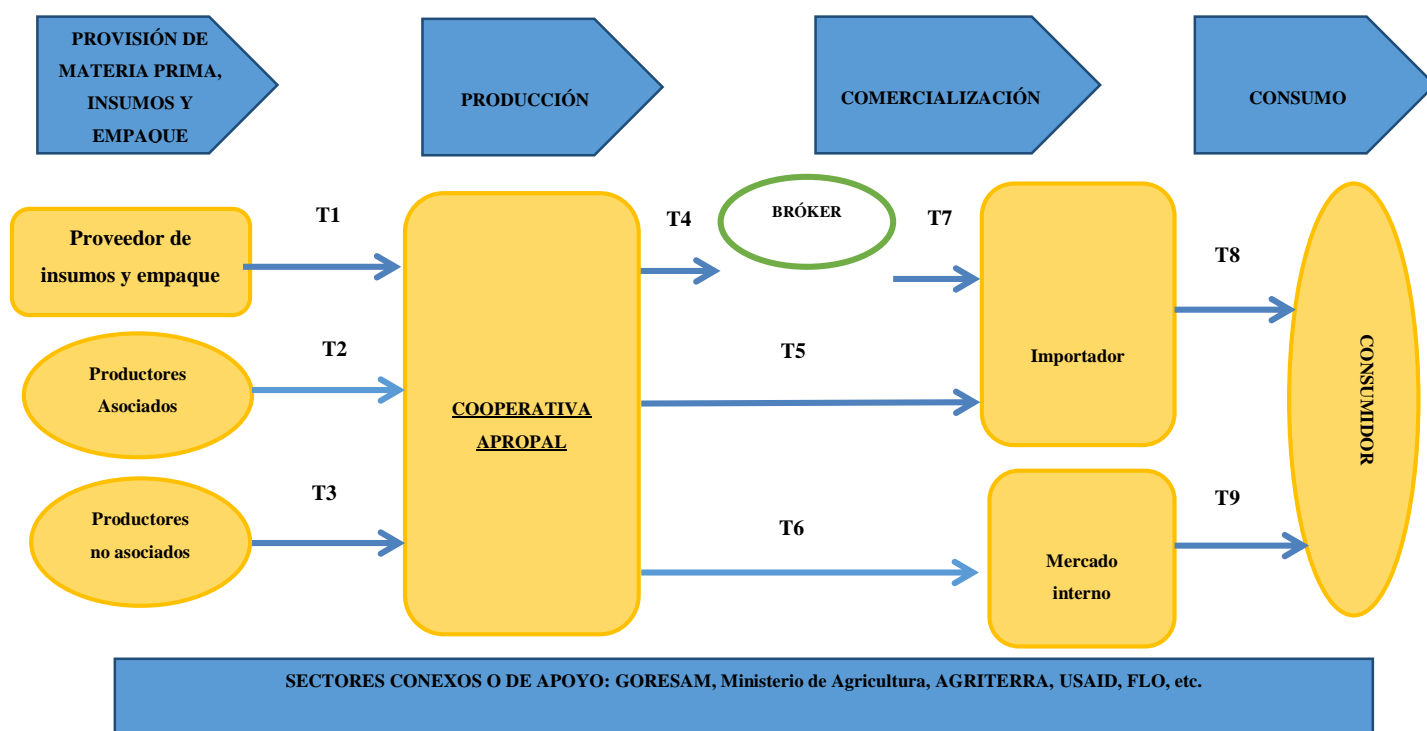 PROVISIÓN DE
MATERIA PRIMA,
INSUMOS Y
EMPAQUE
PRODUCCIÓN
COMERCIALIZACIÓN
CONSUMO
T1
T4
BRÓKER
T7
T8
Proveedor de
insumos y empaque
T2
T5
Productores
Asociados
COOPERATIVA
APROPAL
Importador
CONSUMIDOR
T3
T6
T9
Productores
no asociados
Mercado
interno
SECTORES CONEXOS O DE APOYO: GORESAM, Ministerio de Agricultura, AGRITERRA, USAID, FLO, etc.